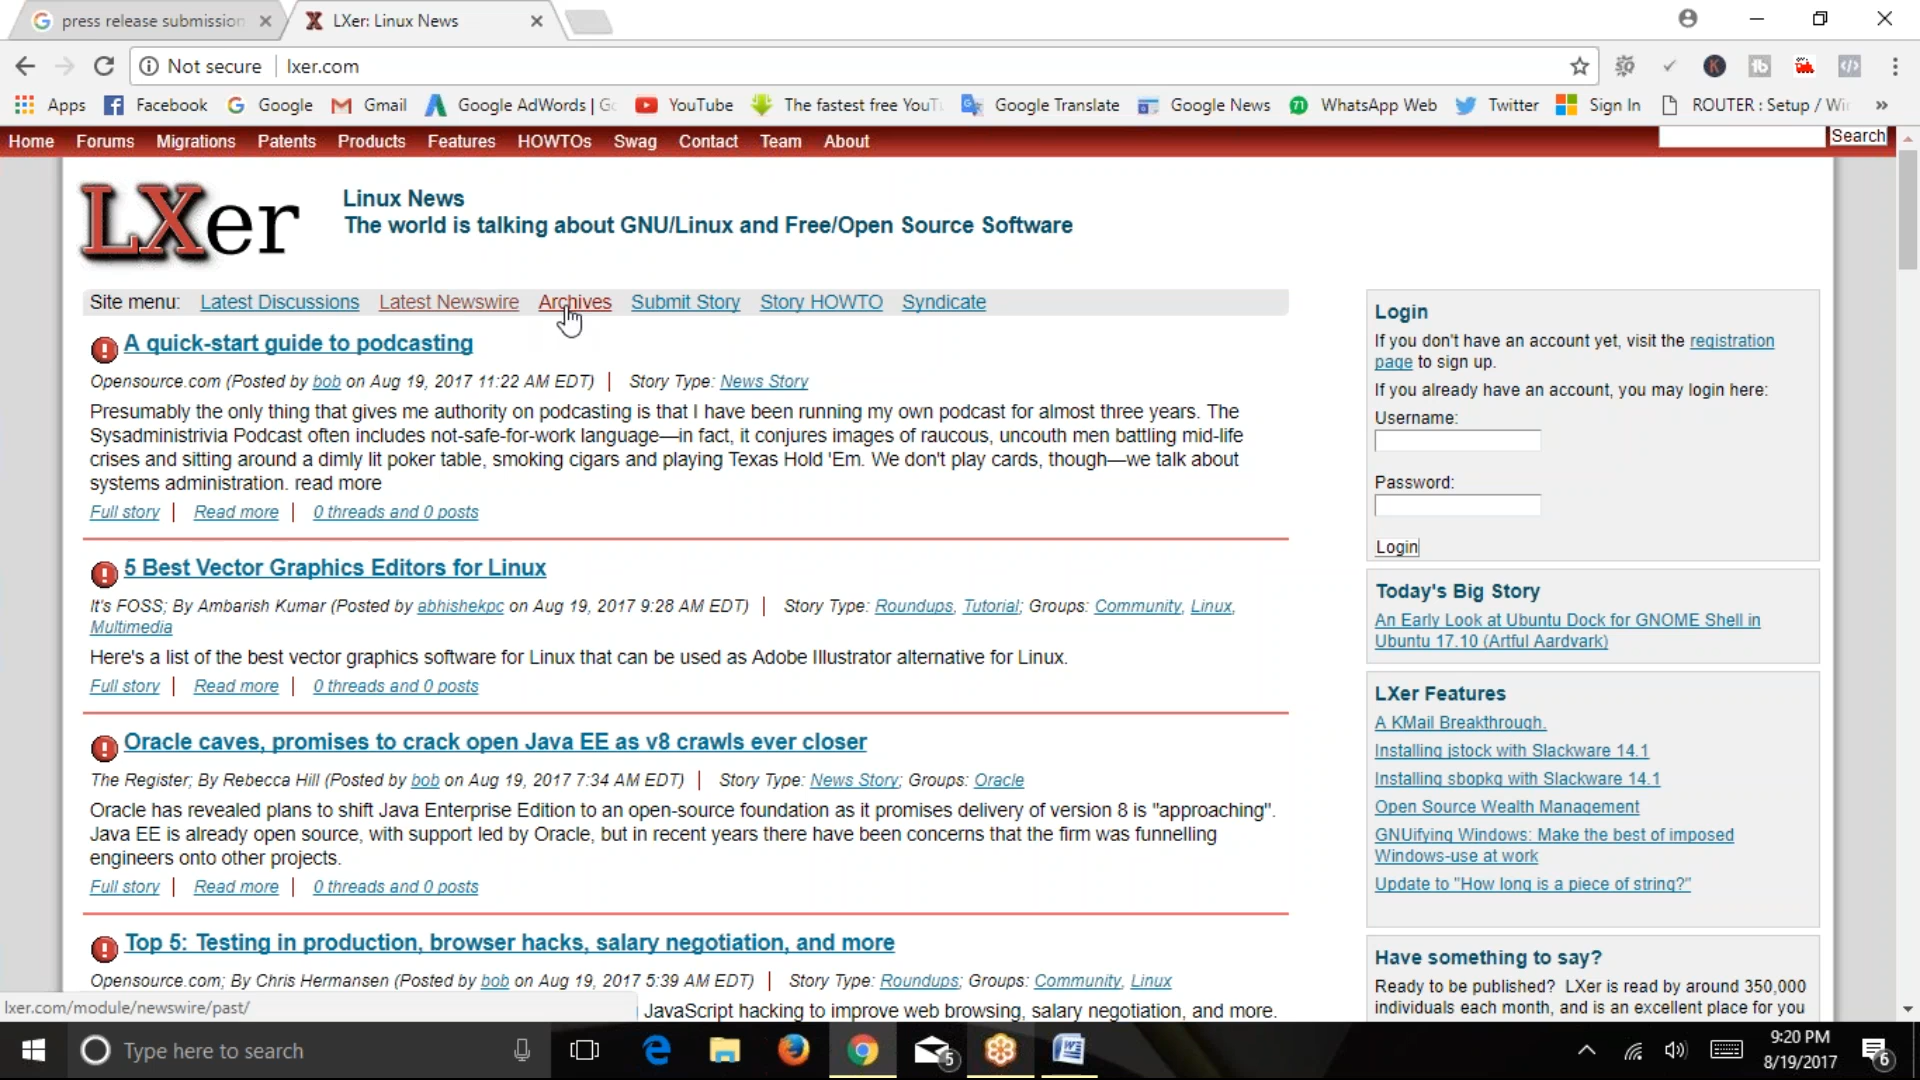 press release submission
LXer: Linux News
Not secure
lxer.com
Apps
Facebook
Google
Gmail
Google AdWords | G
YouTube
The fastest free YouT
Google Translate
Google News
WhatsApp Web
Twitter
Sign In
ROUTER : Setup / Wi
Home Forums Migrations Patents Products Features HOWTOs Swag Contact Team About
Search
LXer
Linux News
The world is talking about GNU/Linux and Free/Open Source Software
Site menu: Latest Discussions Latest Newswire Archives Submit Story Story HOWTO Syndicate
A quick-start guide to podcasting
Opensource.com (Posted by bob on Aug 19, 2017 11:22 AM EDT) | Story Type: News Story
Presumably the only thing that gives me authority on podcasting is that I have been running my own podcast for almost three years. The
Sysadministrivia Podcast often includes not-safe-for-work language—in fact, it conjures images of raucous, uncouth men battling mid-life
crises and sitting around a dimly lit poker table, smoking cigars and playing Texas Hold 'Em. We don't play cards, though—we talk about
systems administration. read more
Full story | Read more | 0 threads and 0 posts
5 Best Vector Graphics Editors for Linux
It's FOSS; By Ambarish Kumar (Posted by abhishekpc on Aug 19, 2017 9:28 AM EDT) | Story Type: Roundups, Tutorial; Groups: Community, Linux,
Multimedia
Here's a list of the best vector graphics software for Linux that can be used as Adobe Illustrator alternative for Linux.
Full story | Read more | 0 threads and 0 posts
Oracle caves, promises to crack open Java EE as v8 crawls ever closer
The Register; By Rebecca Hill (Posted by bob on Aug 19, 2017 7:34 AM EDT) | Story Type: News Story; Groups: Oracle
Oracle has revealed plans to shift Java Enterprise Edition to an open-source foundation as it promises delivery of version 8 is "approaching".
Java EE is already open source, with support led by Oracle, but in recent years there have been concerns that the firm was funnelling
engineers onto other projects.
Full story | Read more | 0 threads and 0 posts
Top 5: Testing in production, browser hacks, salary negotiation, and more
Opensource.com; By Chris Hermansen (Posted by bob on Aug 19, 2017 5:39 AM EDT) | Story Type: Roundups; Groups: Community, Linux
JavaScript hacking to improve web browsing, salary negotiation, and more.
lxer.com/module/newswire/past/
Login
If you don't have an account yet, visit the registration
page to sign up.
If you already have an account, you may login here:
Username:
Password:
Login
Today's Big Story
An Early Look at Ubuntu Dock for GNOME Shell in
Ubuntu 17.10 (Artful Aardvark)
LXer Features
A KMail Breakthrough.
Installing jstock with Slackware 14.1
Installing sbopkg with Slackware 14.1
Open Source Wealth Management
GNUifying Windows: Make the best of imposed
Windows-use at work
Update to "How long is a piece of string?"
Have something to say?
Ready to be published? LXer is read by around 350,000
individuals each month, and is an excellent place for you
Type here to search
5
9:20 PM
8/19/2017
6